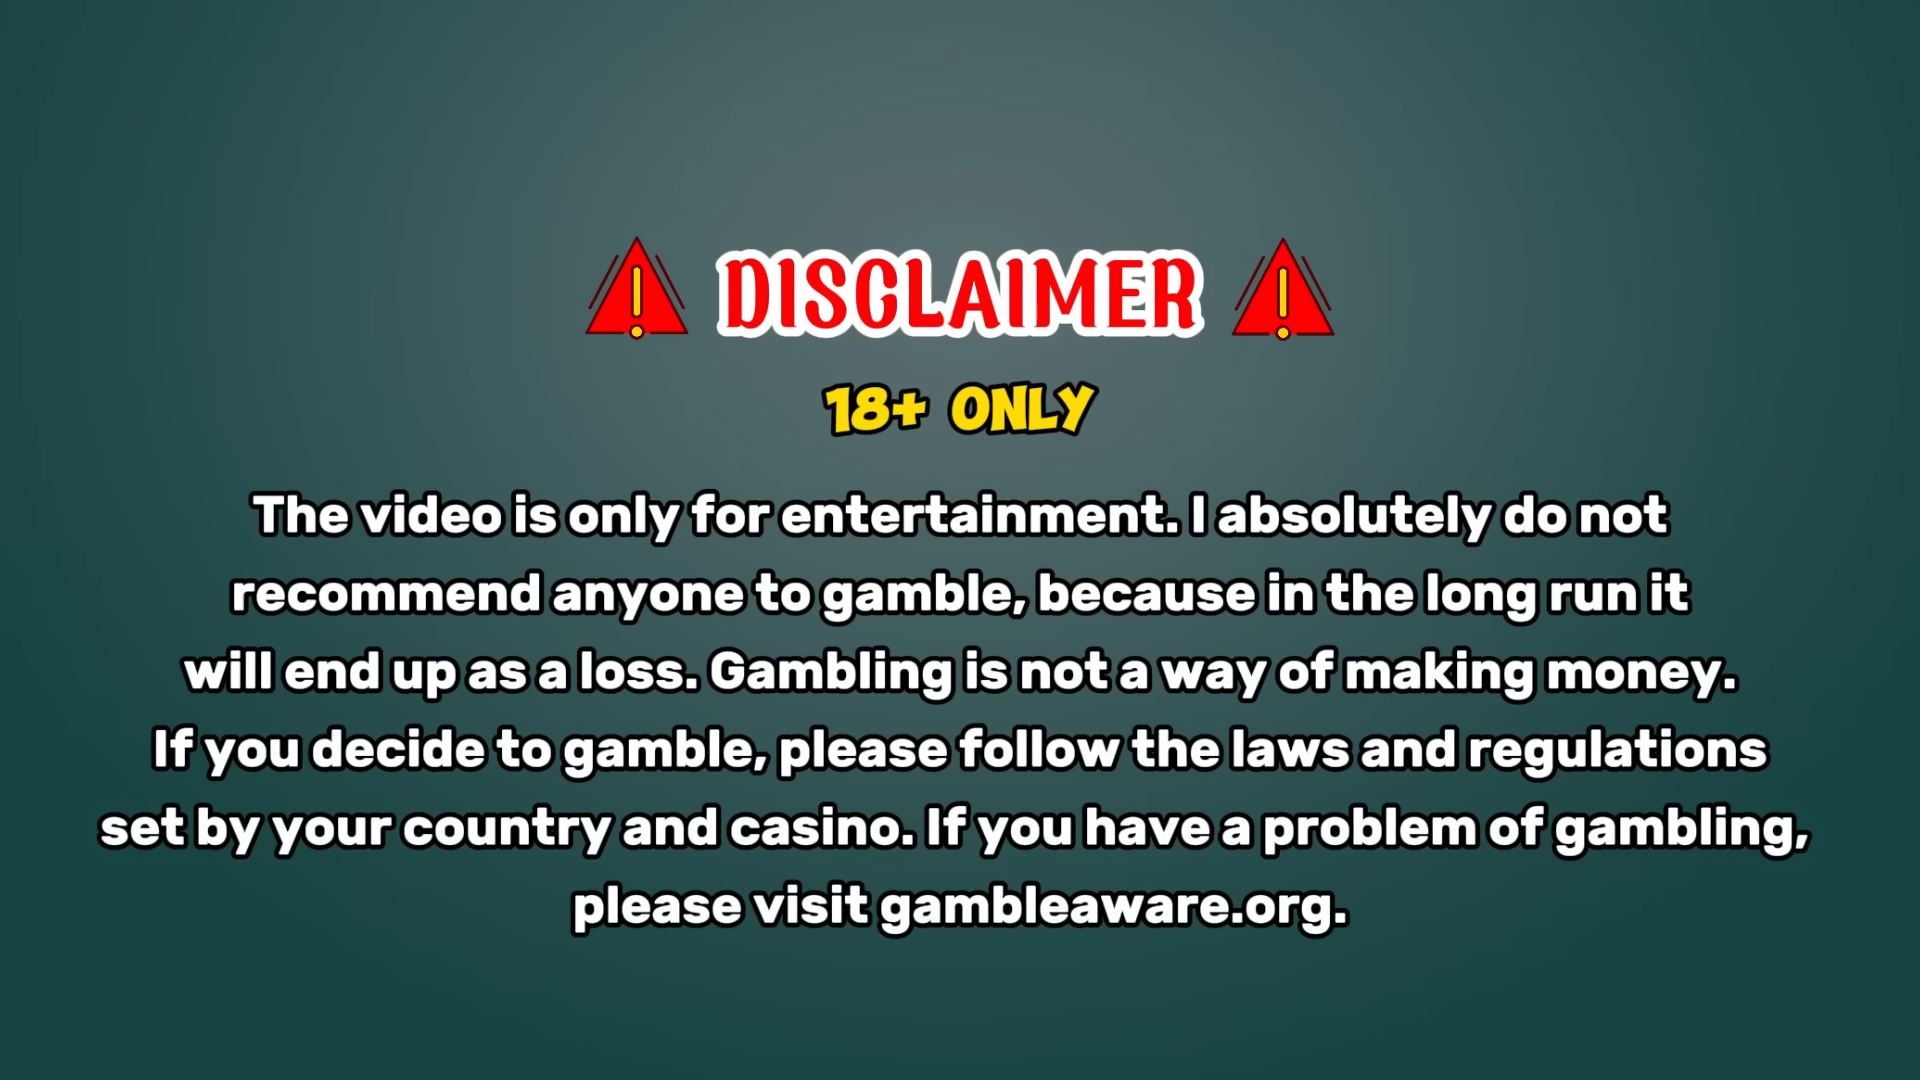 DISCLAIMER
18+ ONLY
The video is only for entertainment. I absolutely do not
recommend anyone to gamble, because in the long run it
will end up as a loss. Gambling is not a way of making money.
If you decide to gamble, please follow the laws and regulations
set by your country and casino. If you have a problem of gambling,
please visit gambleaware.org.